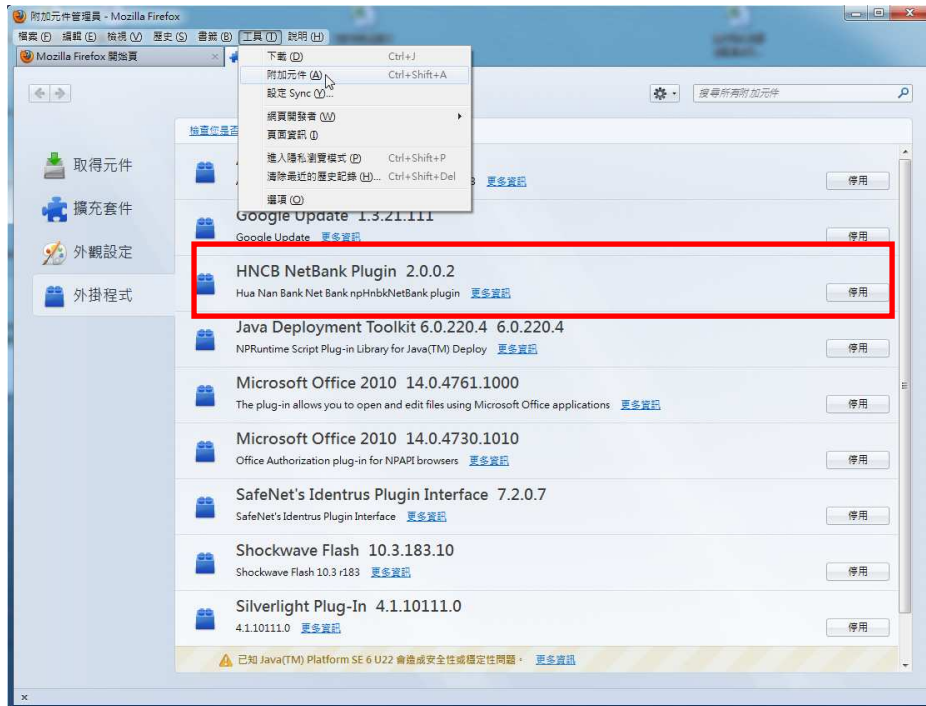 附加元件管理員 - Mozilla Firefox
檔案(F) 編輯(E) 檢視(V) 歷史(S) 書籤(B) 工具(T) 說明(H)
Mozilla Firefox 開始頁
下載(D) Ctrl+J
附加元件(A) Ctrl+Shift+A
設定 Sync(Y)...
網頁開發者(W)
頁面資訊(I)
進入隱私瀏覽模式(P) Ctrl+Shift+P
清除最近的歷史記錄(H)... Ctrl+Shift+Del
選項(O)
搜尋所有附加元件
檢查您是否
取得元件
擴充套件
外觀設定
外掛程式
更多資訊 停用
Google Update 1.3.21.111
Google Update 更多資訊 停用
HNCB NetBank Plugin 2.0.0.2
Hua Nan Bank Net Bank npHnbkNetBank plugin 更多資訊 停用
Java Deployment Toolkit 6.0.220.4 6.0.220.4
NPRuntime Script Plug-in Library for Java(TM) Deploy 更多資訊 停用
Microsoft Office 2010 14.0.4761.1000
The plug-in allows you to open and edit files using Microsoft Office applications 更多資訊 停用
Microsoft Office 2010 14.0.4730.1010
Office Authorization plug-in for NPAPI browsers 更多資訊 停用
SafeNet's Identrus Plugin Interface 7.2.0.7
SafeNet's Identrus Plugin Interface 更多資訊 停用
Shockwave Flash 10.3.183.10
Shockwave Flash 10.3 r183 更多資訊 停用
Silverlight Plug-In 4.1.10111.0
4.1.10111.0 更多資訊 停用
已知 Java(TM) Platform SE 6 U22 會造成安全性或穩定性問題。 更多資訊